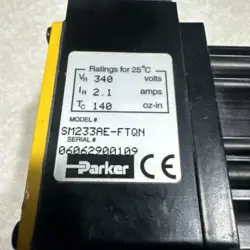 Ratings for 25°C
VR 340 volts
IR 2.1 amps
TC 140 oz-in
MODEL #
SM233AE-FTQN
SERIAL #
06062900109
Parker CE